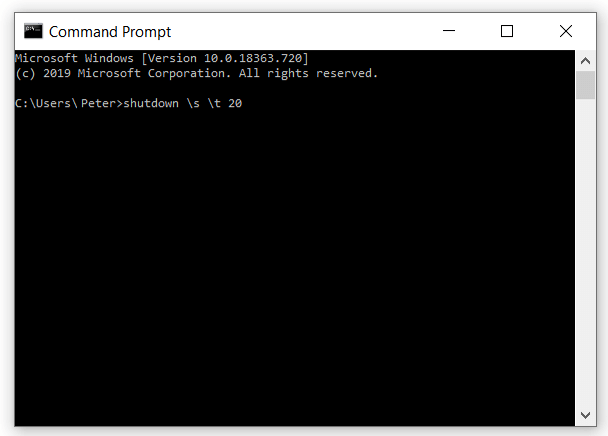 Command Prompt
Microsoft Windows [Version 10.0.18363.720]
(c) 2019 Microsoft Corporation. All rights reserved.
C:\Users\ Peter>shutdown \s \t 20